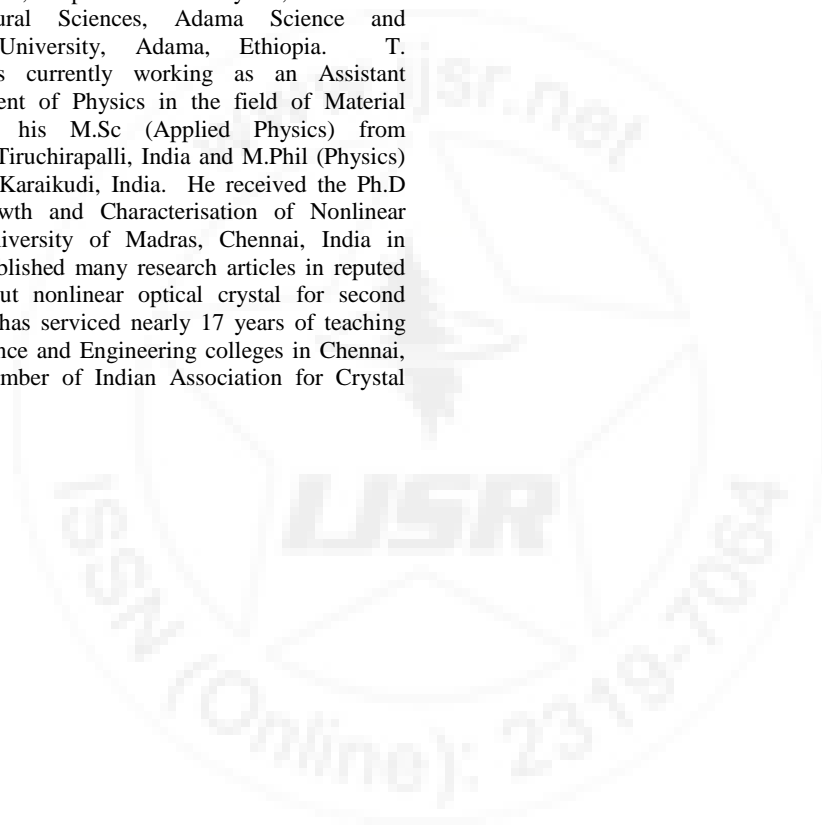 ural Sciences, Adama Science and
University, Adama, Ethiopia. T.
s currently working as an Assistant
ent of Physics in the field of Material
his M.Sc (Applied Physics) from
Tiruchirapalli, India and M.Phil (Physics)
Karaikudi, India. He received the Ph.D
wth and Characterisation of Nonlinear
iversity of Madras, Chennai, India in
blished many research articles in reputed
ut nonlinear optical crystal for second
has serviced nearly 17 years of teaching
nce and Engineering colleges in Chennai,
mber of Indian Association for Crystal
www.ijsr.net
IJSR
ISSN (Online): 2319-7064